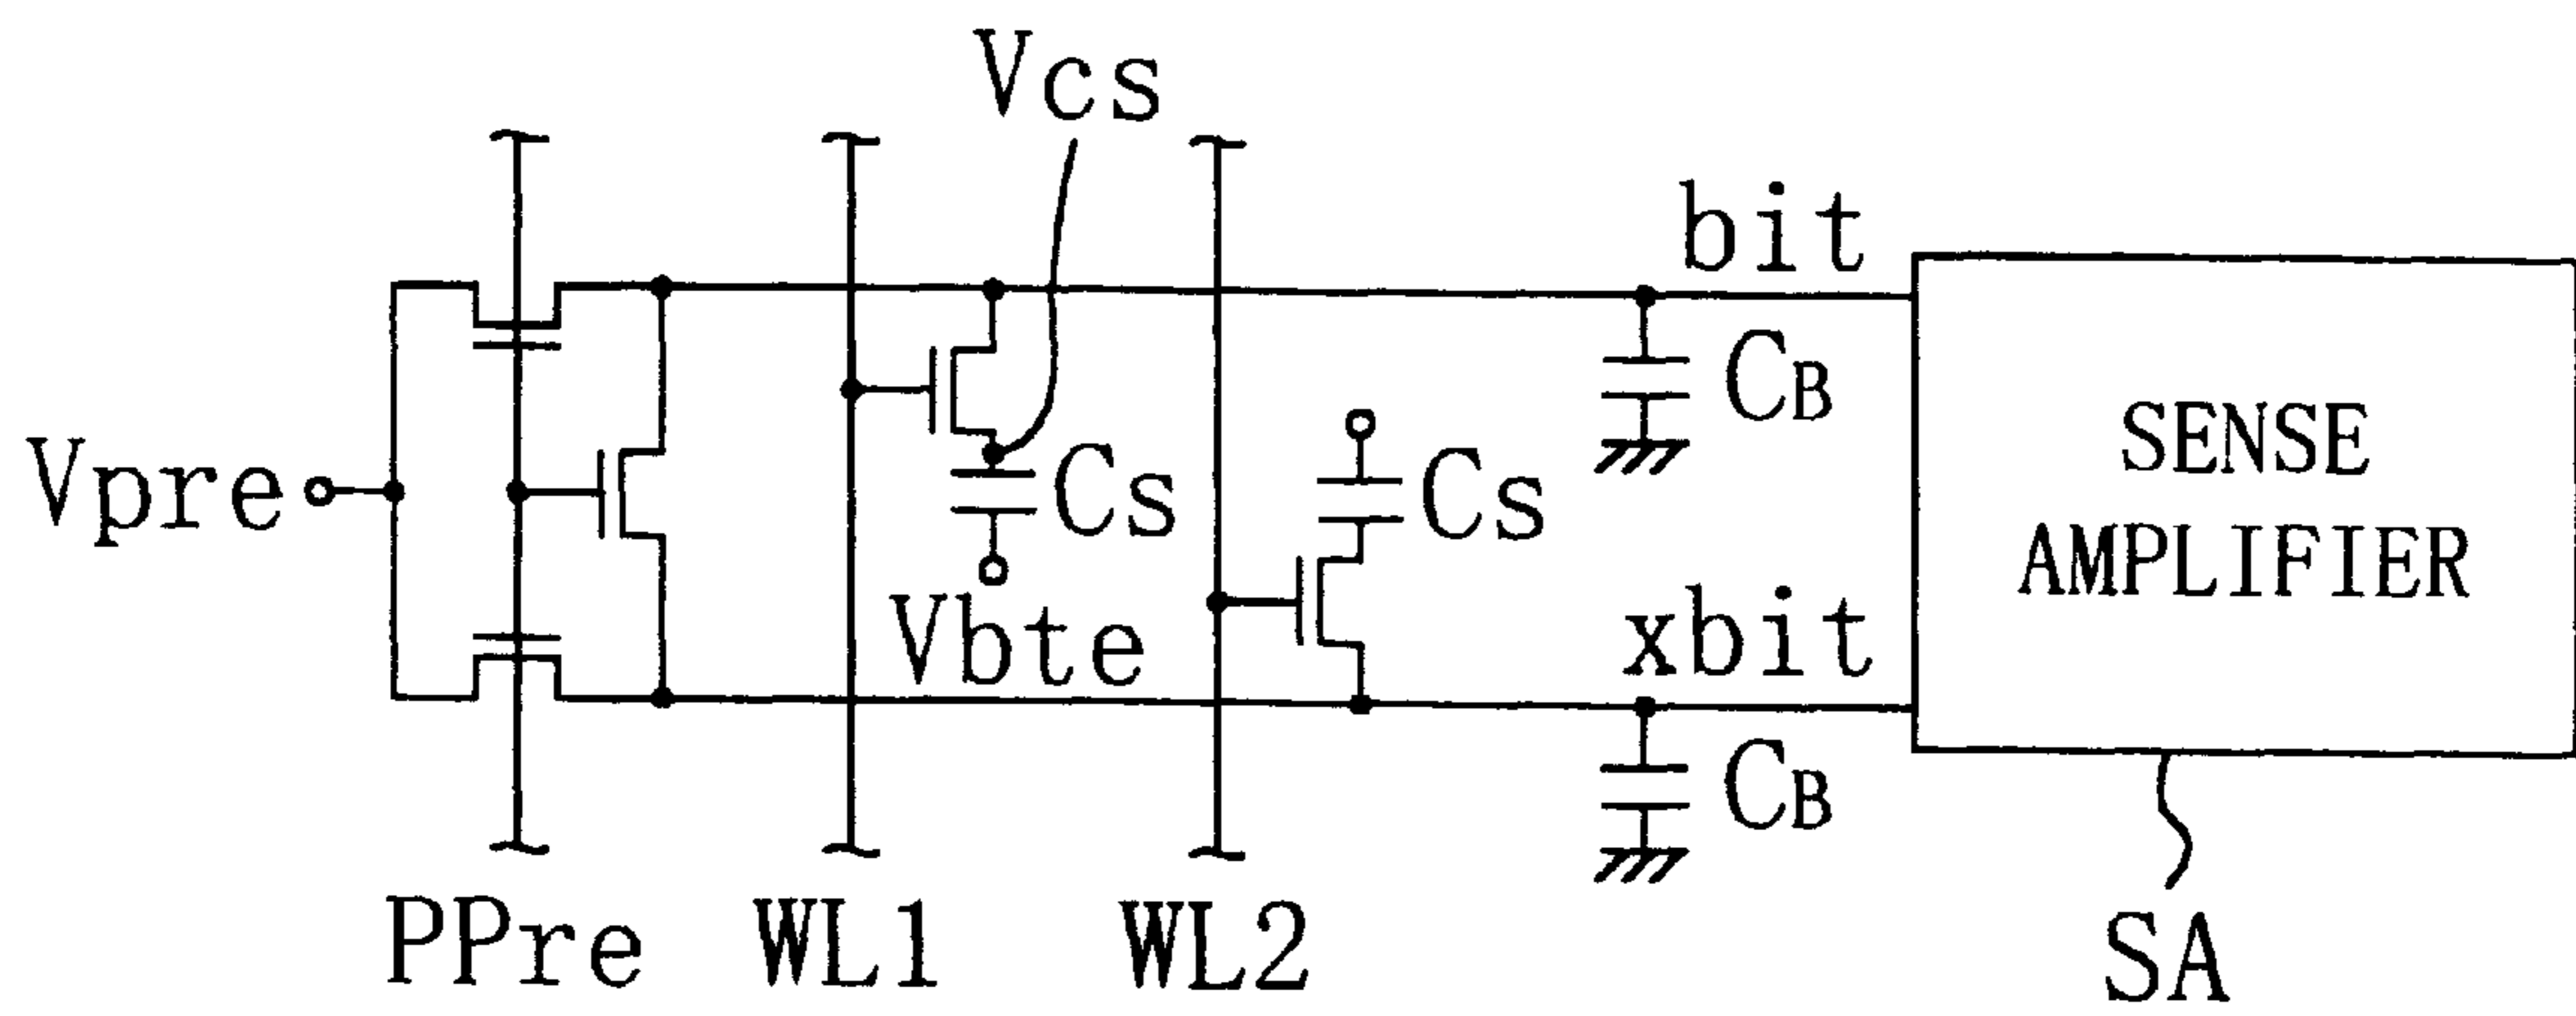 Vcs
bit
CB
Vpre
Cs
Cs
SENSE
AMPLIFIER
Vbte
xbit
CB
PPre
WL1
WL2
SA